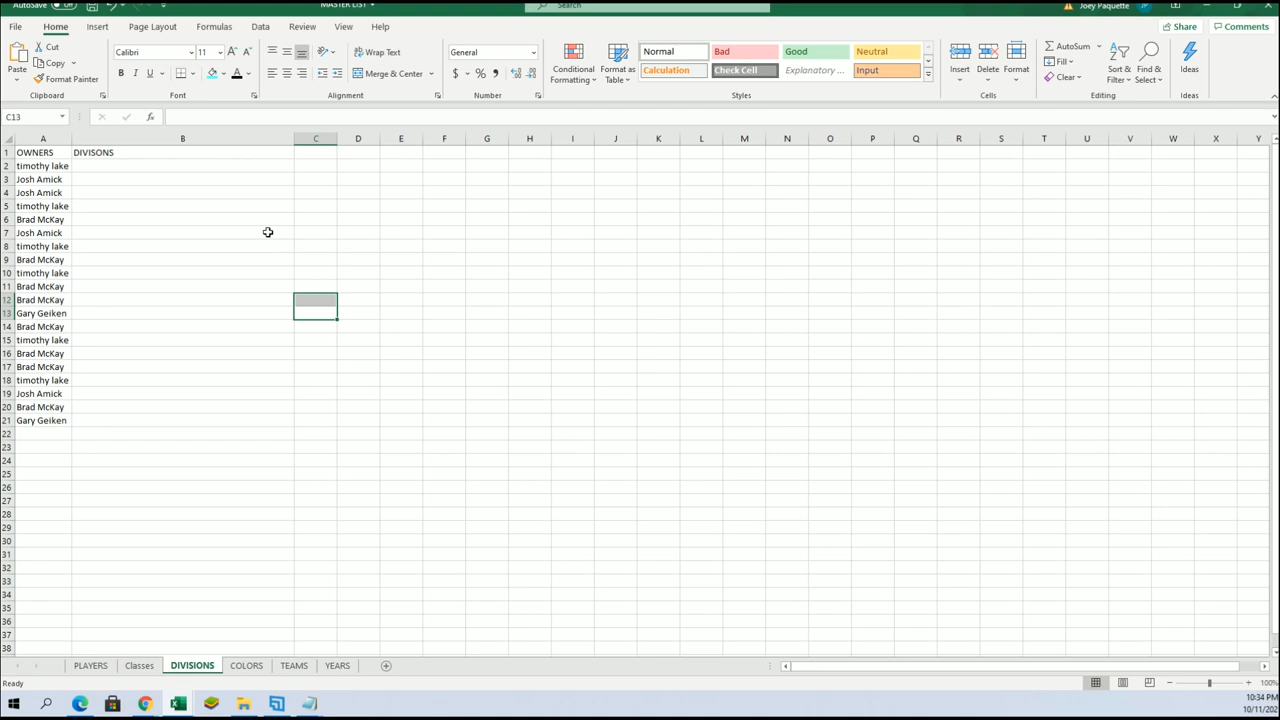 AutoSave Off MASTER LIST Search Joey Paquette JP
File Home Insert Page Layout Formulas Data Review View Help Share Comments
Paste Cut Copy Format Painter Clipboard
Calibri 11 A A B I U A Font
Wrap Text Merge & Center Alignment
General $ % Number
Conditional Formatting Format as Table
Normal Bad Good Neutral
Calculation Check Cell Explanatory ... Input
Styles
Insert Delete Format Cells
AutoSum Fill Clear Sort & Filter Find & Select Editing
Ideas Ideas
C13 fx
A B C D E F G H I J K L M N O P Q R S T U V W X Y
1 OWNERS DIVISONS
2 timothy lake
3 Josh Amick
4 Josh Amick
5 timothy lake
6 Brad McKay
7 Josh Amick
8 timothy lake
9 Brad McKay
10 timothy lake
11 Brad McKay
12 Brad McKay
13 Gary Geiken
14 Brad McKay
15 timothy lake
16 Brad McKay
17 Brad McKay
18 timothy lake
19 Josh Amick
20 Brad McKay
21 Gary Geiken
22
23
24
25
26
27
28
29
30
31
32
33
34
35
36
37
38
PLAYERS Classes DIVISIONS COLORS TEAMS YEARS
Ready 100%
10:34 PM
10/11/202